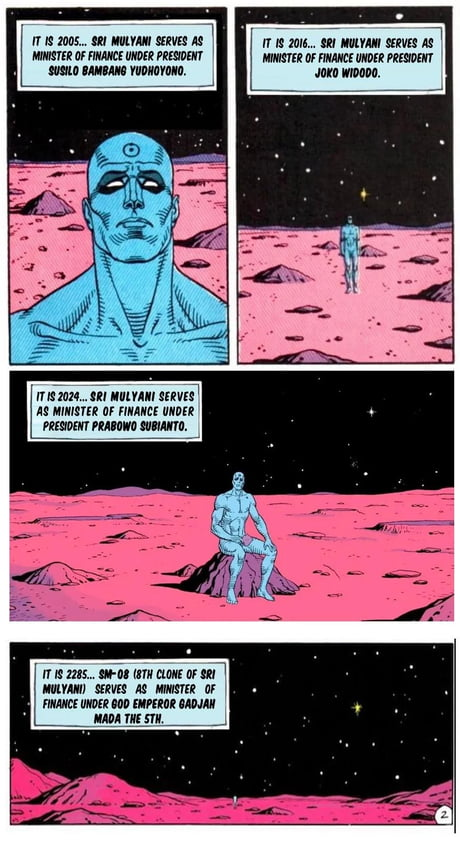 IT IS 2005... SRI MULYANI SERVES AS
MINISTER OF FINANCE UNDER PRESIDENT
SUSILO BAMBANG YUDHOYONO.
IT IS 2016... SRI MULYANI SERVES AS
MINISTER OF FINANCE UNDER PRESIDENT
JOKO WIDODO.
IT IS 2024... SRI MULYANI SERVES
AS MINISTER OF FINANCE UNDER
PRESIDENT PRABOWO SUBIANTO.
IT IS 2285... SM-08 (8TH CLONE OF SRI
MULYANI) SERVES AS MINISTER OF
FINANCE UNDER GOD EMPEROR GADJAH
MADA THE 5TH.
2